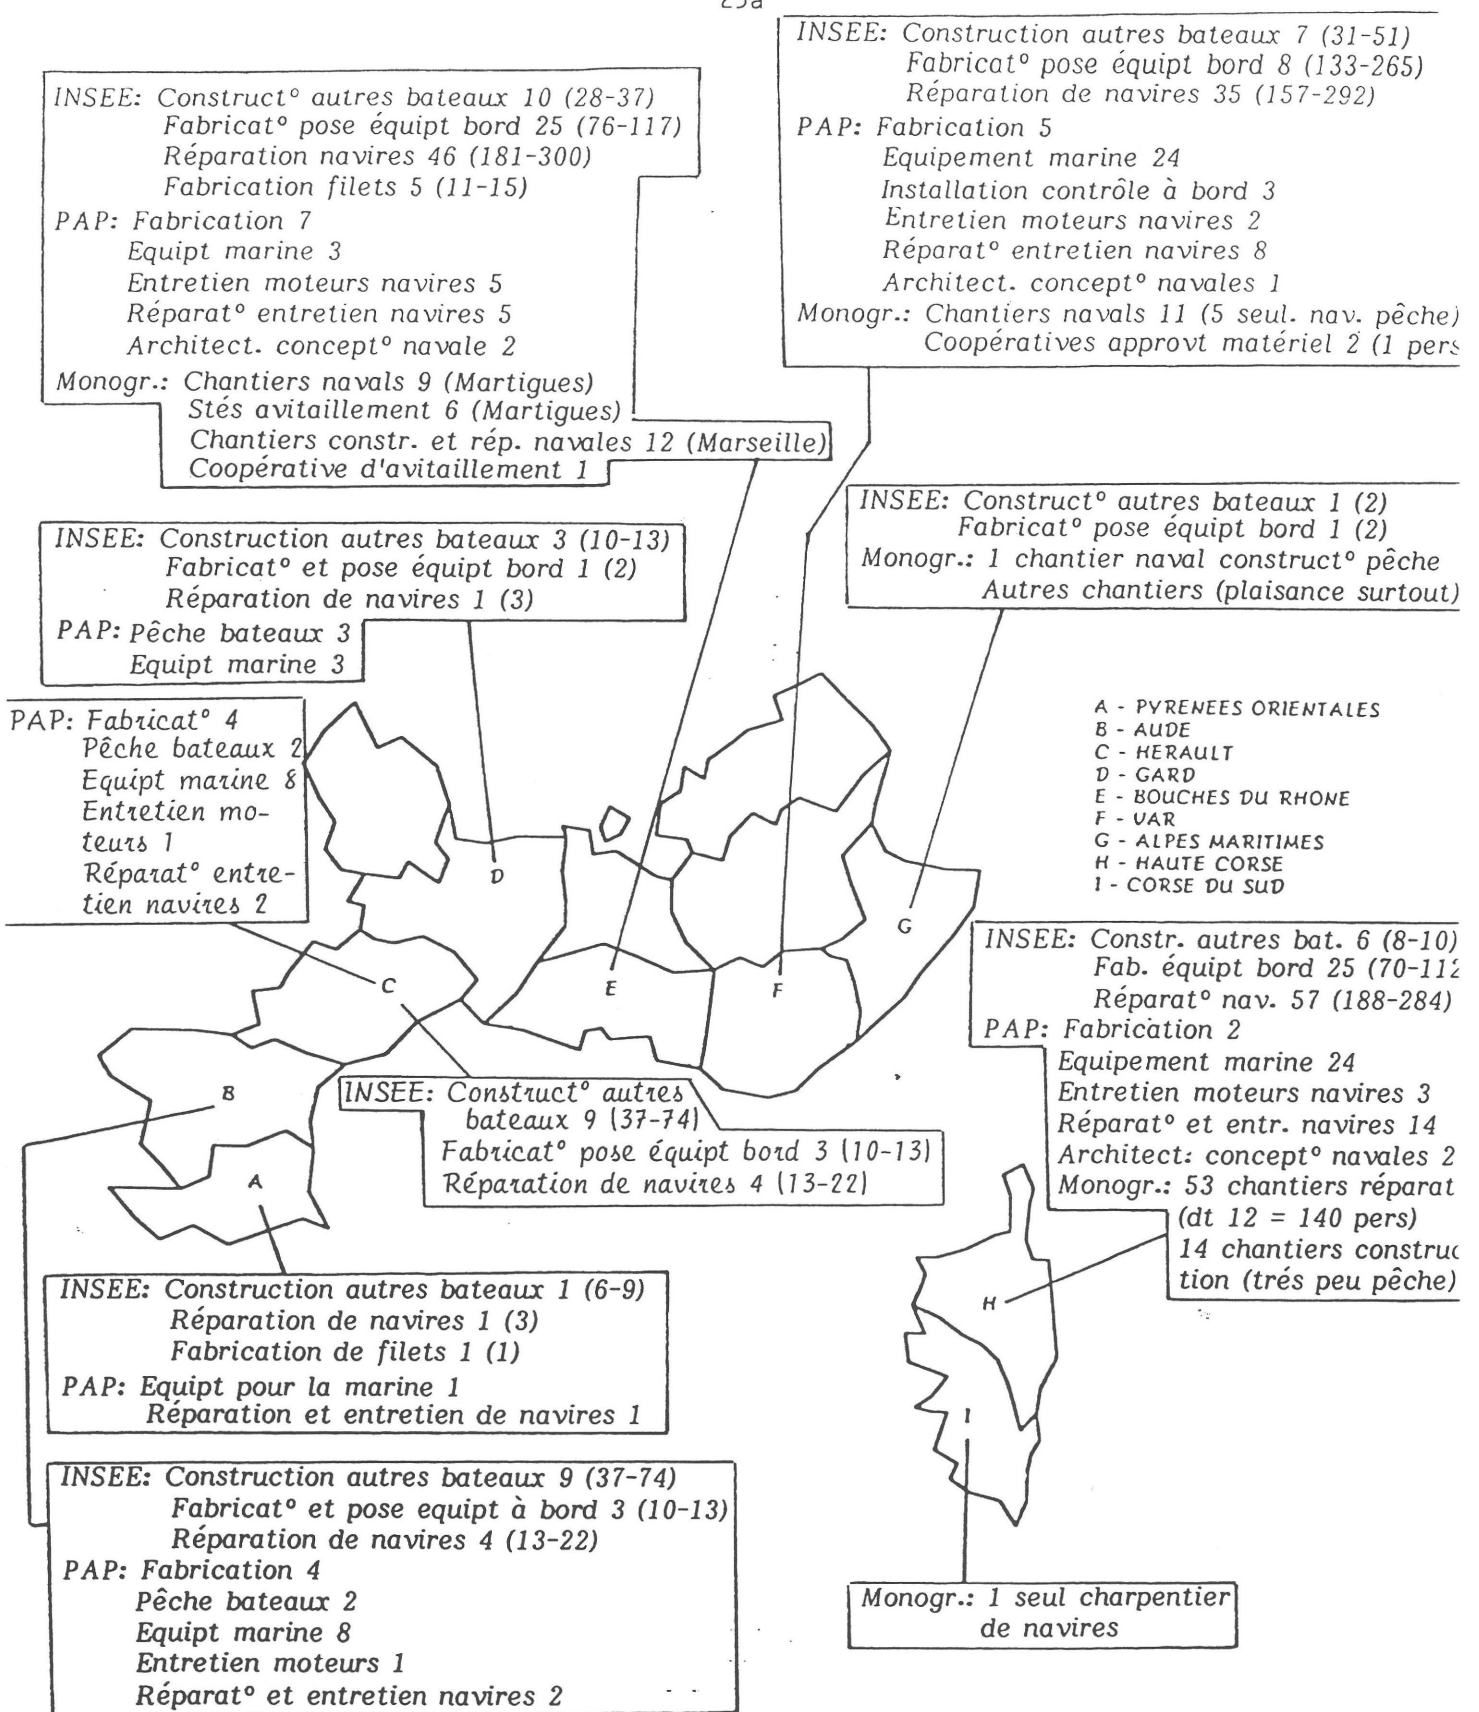 INSEE: Construct° autres bateaux 10 (28-37)
Fabricat° pose équipt bord 25 (76-117)
Réparation navires 46 (181-300)
Fabrication filets 5 (11-15)
PAP: Fabrication 7
Equipt marine 3
Entretien moteurs navires 5
Réparat° entretien navires 5
Architect. concept° navale 2
Monogr.: Chantiers navals 9 (Martigues)
Stés avitaillement 6 (Martigues)
Chantiers constr. et rép. navales 12 (Marseille)
Coopérative d'avitaillement 1
INSEE: Construction autres bateaux 7 (31-51)
Fabricat° pose équipt bord 8 (133-265)
Réparation de navires 35 (157-292)
PAP: Fabrication 5
Equipement marine 24
Installation contrôle à bord 3
Entretien moteurs navires 2
Réparat° entretien navires 8
Architect. concept° navales 1
Monogr.: Chantiers navals 11 (5 seul. nav. pêche)
Coopératives approvt matériel 2 (1 pers
INSEE: Construction autres bateaux 3 (10-13)
Fabricat° et pose équipt bord 1 (2)
Réparation de navires 1 (3)
PAP: Pêche bateaux 3
Equipt marine 3
INSEE: Construct° autres bateaux 1 (2)
Fabricat° pose équipt bord 1 (2)
Monogr.: 1 chantier naval construct° pêche
Autres chantiers (plaisance surtout)
PAP: Fabricat° 4
Pêche bateaux 2
Equipt marine 8
Entretien mo-
teurs 1
Réparat° entre-
tien navires 2
A - PYRENEES ORIENTALES
B - AUDE
C - HERAULT
D - GARD
E - BOUCHES DU RHONE
F - VAR
G - ALPES MARITIMES
H - HAUTE CORSE
I - CORSE DU SUD
D
G
C
E
F
B
A
INSEE: Constr. autres bat. 6 (8-10)
Fab. équipt bord 25 (70-112
Réparat° nav. 57 (188-284)
PAP: Fabrication 2
Equipement marine 24
Entretien moteurs navires 3
Réparat° et entr. navires 14
Architect: concept° navales 2
Monogr.: 53 chantiers réparat
(dt 12 = 140 pers)
14 chantiers construc
tion (trés peu pêche)
INSEE: Construct° autres
bateaux 9 (37-74)
Fabricat° pose équipt bord 3 (10-13)
Réparation de navires 4 (13-22)
H
I
INSEE: Construction autres bateaux 1 (6-9)
Réparation de navires 1 (3)
Fabrication de filets 1 (1)
PAP: Equipt pour la marine 1
Réparation et entretien de navires 1
INSEE: Construction autres bateaux 9 (37-74)
Fabricat° et pose equipt à bord 3 (10-13)
Réparation de navires 4 (13-22)
PAP: Fabrication 4
Pêche bateaux 2
Equipt marine 8
Entretien moteurs 1
Réparat° et entretien navires 2
Monogr.: 1 seul charpentier
de navires